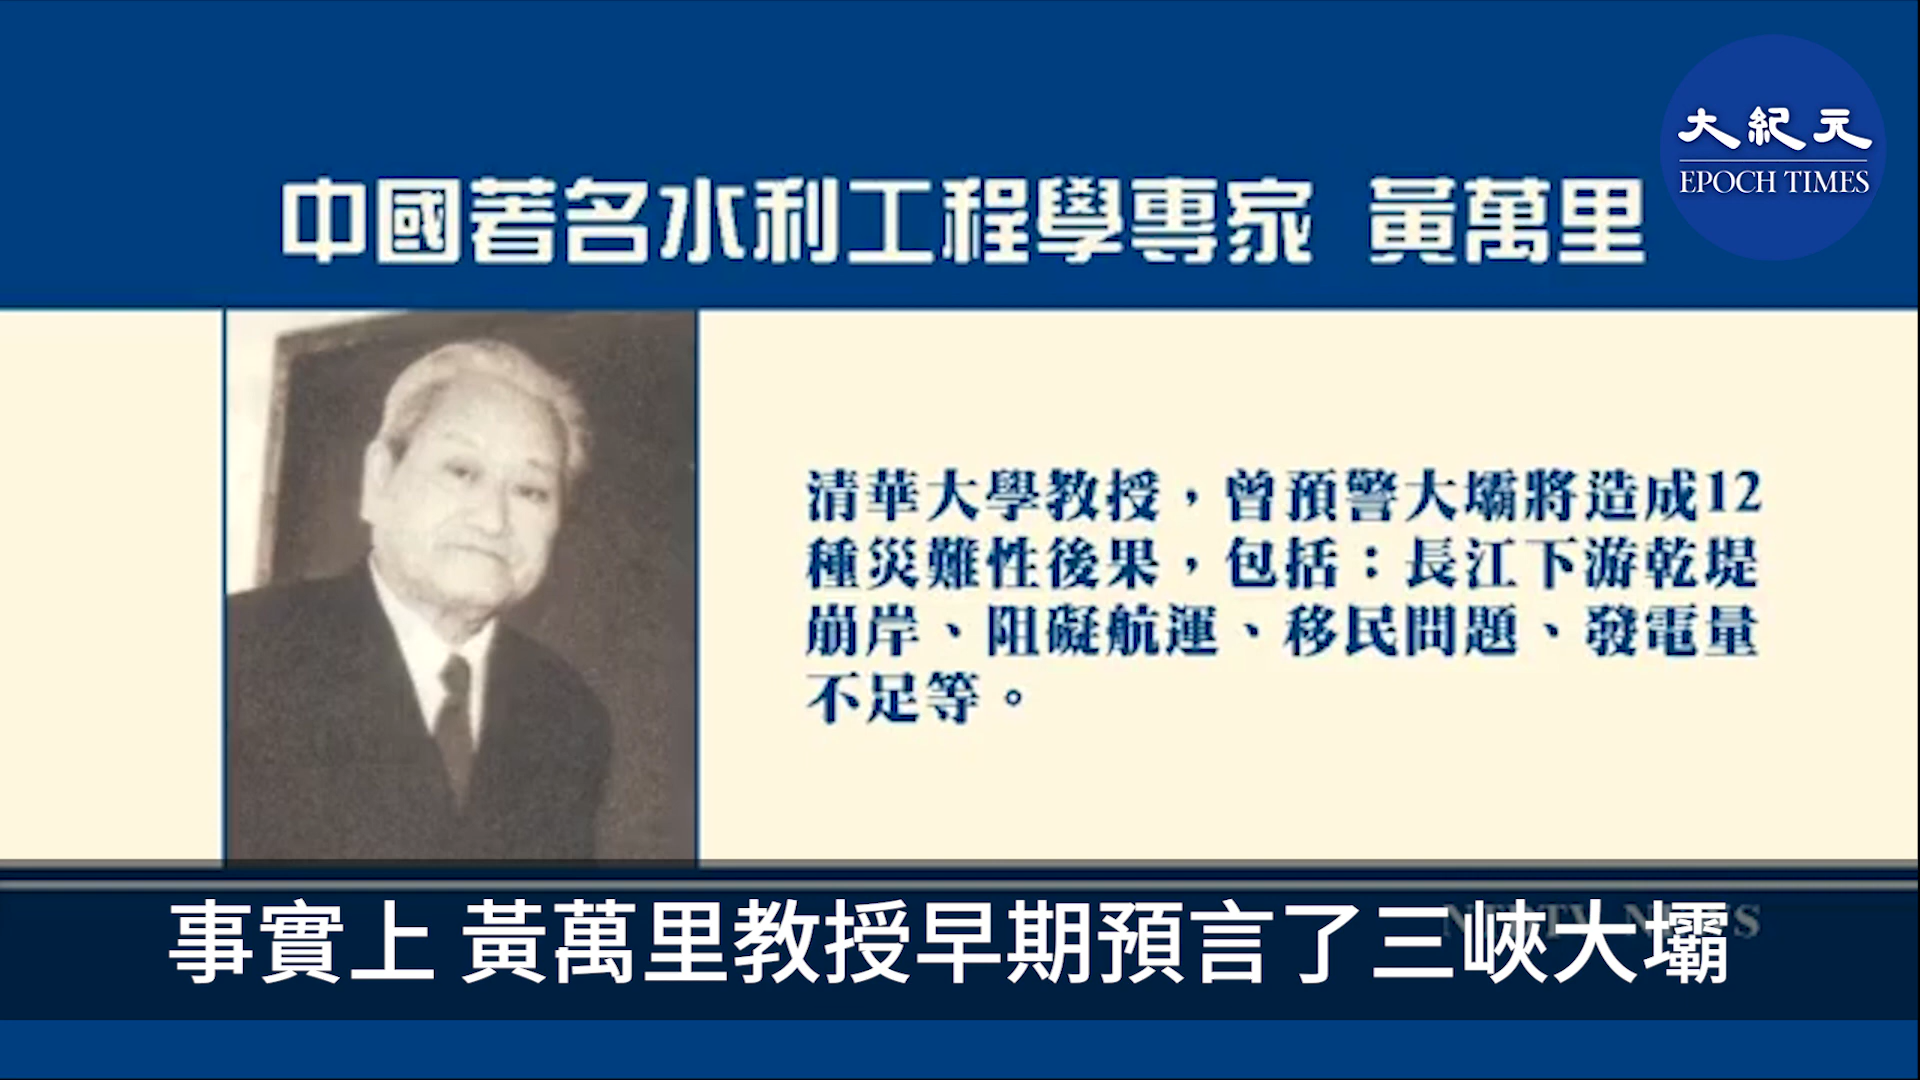 大紀元
EPOCH TIMES
中國著名水利工程學專家 黃萬里
清華大學教授，曾預警大壩將造成12
種災難性後果，包括：長江下游乾堤
崩岸、阻礙航運、移民問題、發電量
不足等。
事實上 黃萬里教授早期預言了三峽大壩